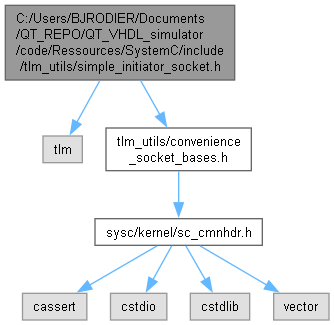 C:/Users/BJRODIER/Documents
/QT_REPO/QT_VHDL_simulator
/code/Ressources/SystemC/include
/tlm_utils/simple_initiator_socket.h
tlm
tlm_utils/convenience
_socket_bases.h
sysc/kernel/sc_cmnhdr.h
cassert
cstdio
cstdlib
vector